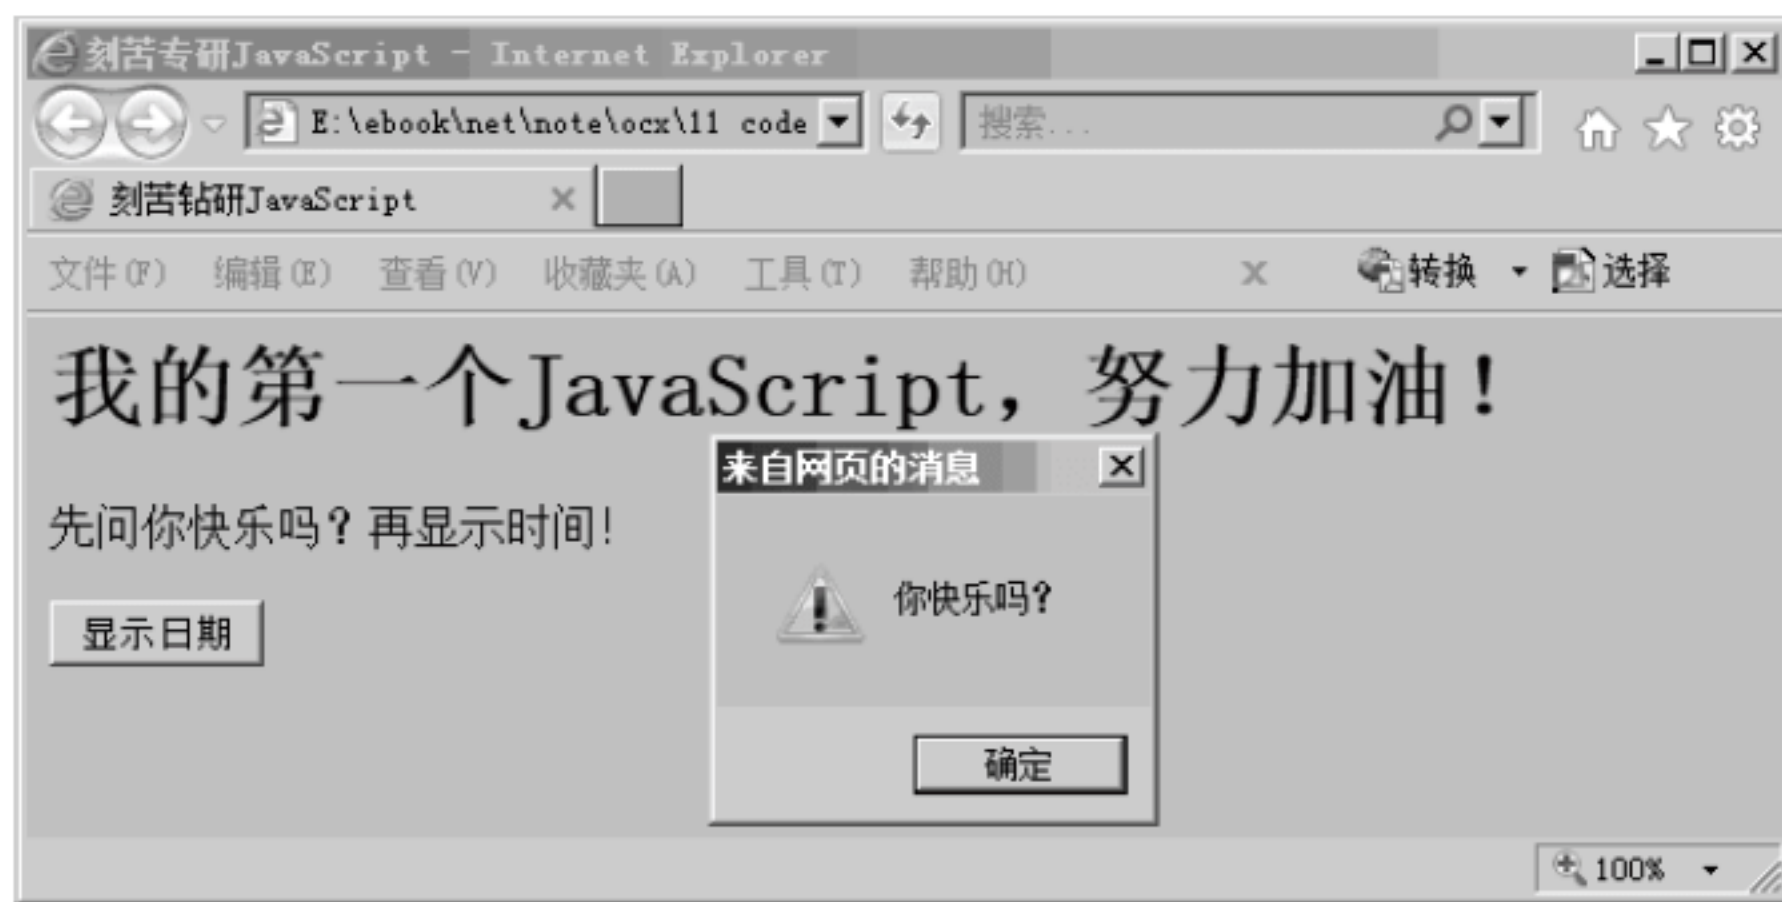 刻苦专研JavaScript - Internet Explorer
E:\ebook\net\note\ocx\11 code 搜索...
刻苦钻研JavaScript
文件(F) 编辑(E) 查看(V) 收藏夹(A) 工具(T) 帮助(H) x 转换 选择
我的第一个JavaScript，努力加油！
来自网页的消息
先问你快乐吗？再显示时间！
你快乐吗？
显示日期
确定
100%